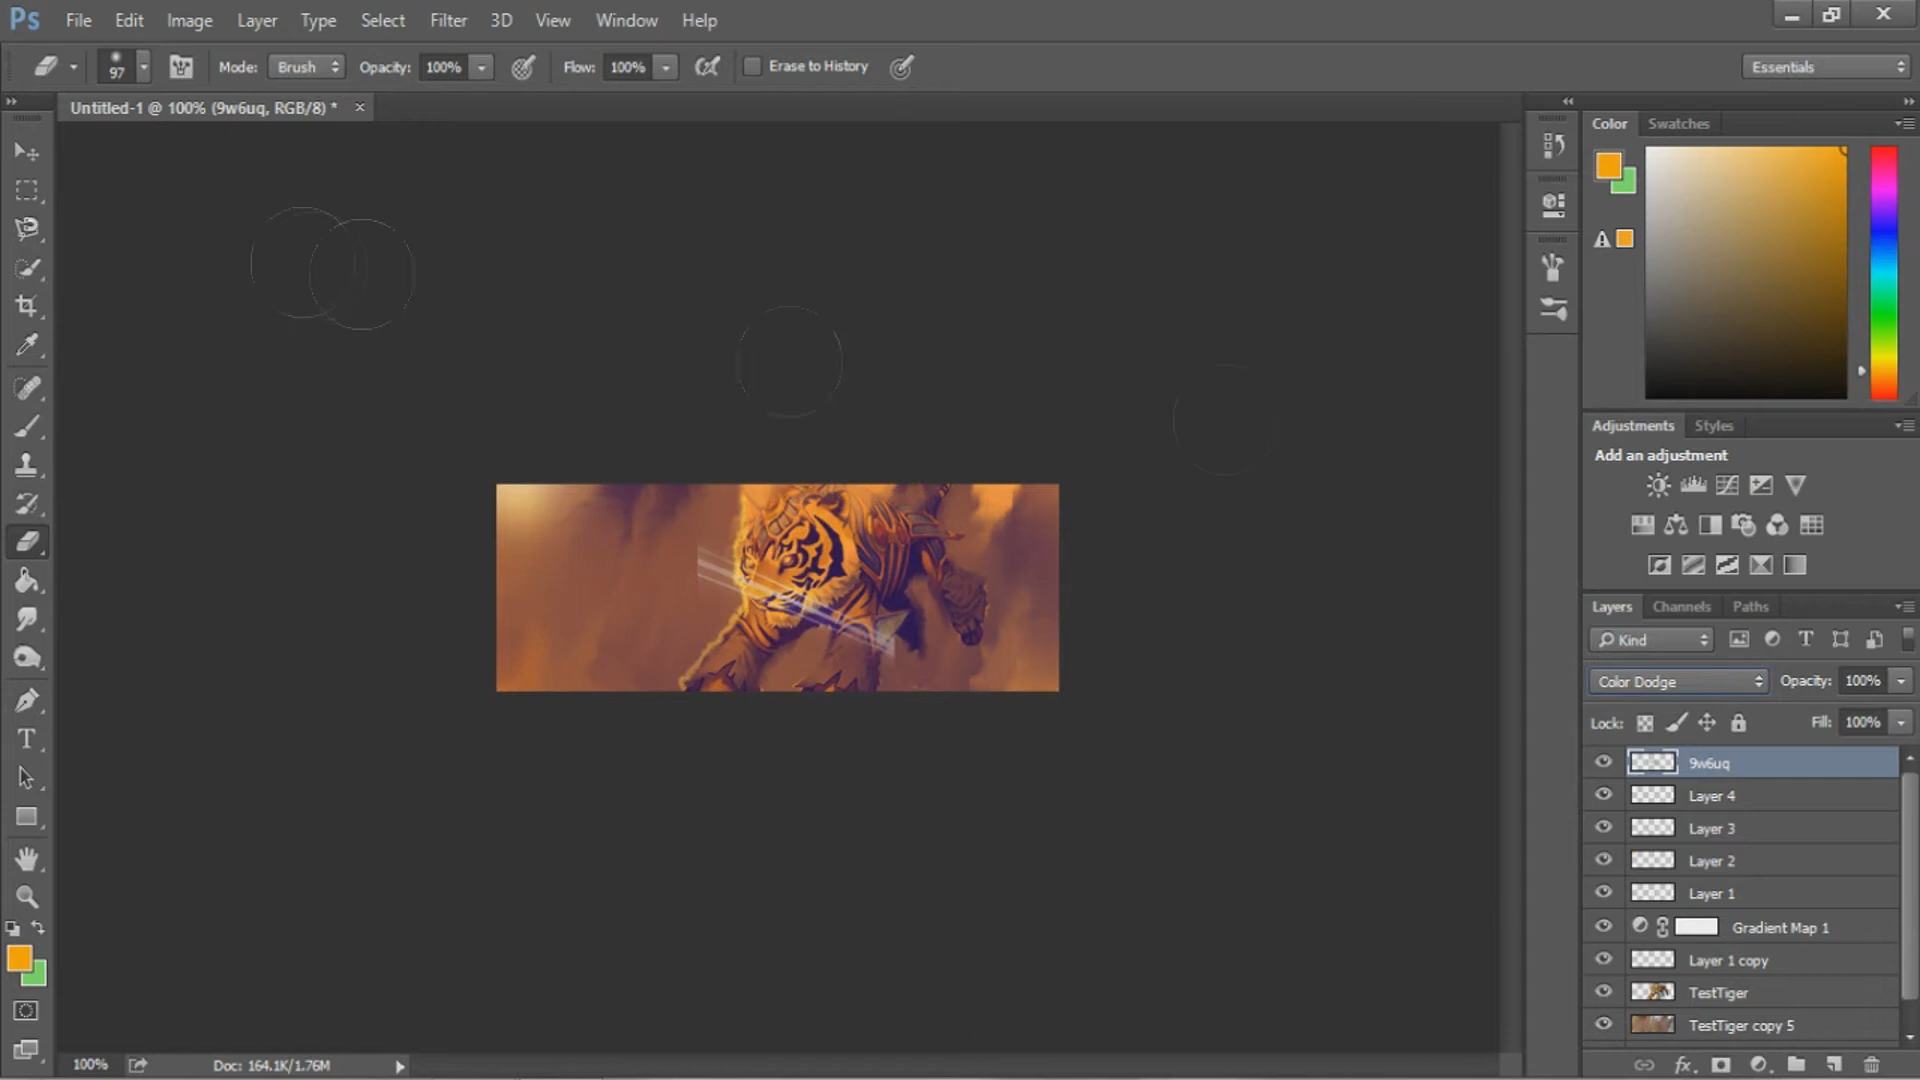 Ps File Edit Image Layer Type Select Filter 3D View Window Help
97 Mode: Brush Opacity: 100% Flow: 100% Erase to History Essentials
Untitled-1 @ 100% (9w6uq, RGB/8) * ×
Color Swatches
Adjustments Styles
Add an adjustment
Layers Channels Paths
Kind
Color Dodge Opacity: 100%
Lock: Fill: 100%
9w6uq
Layer 4
Layer 3
Layer 2
Layer 1
Gradient Map 1
Layer 1 copy
TestTiger
TestTiger copy 5
100% Doc: 164.1K/1.76M